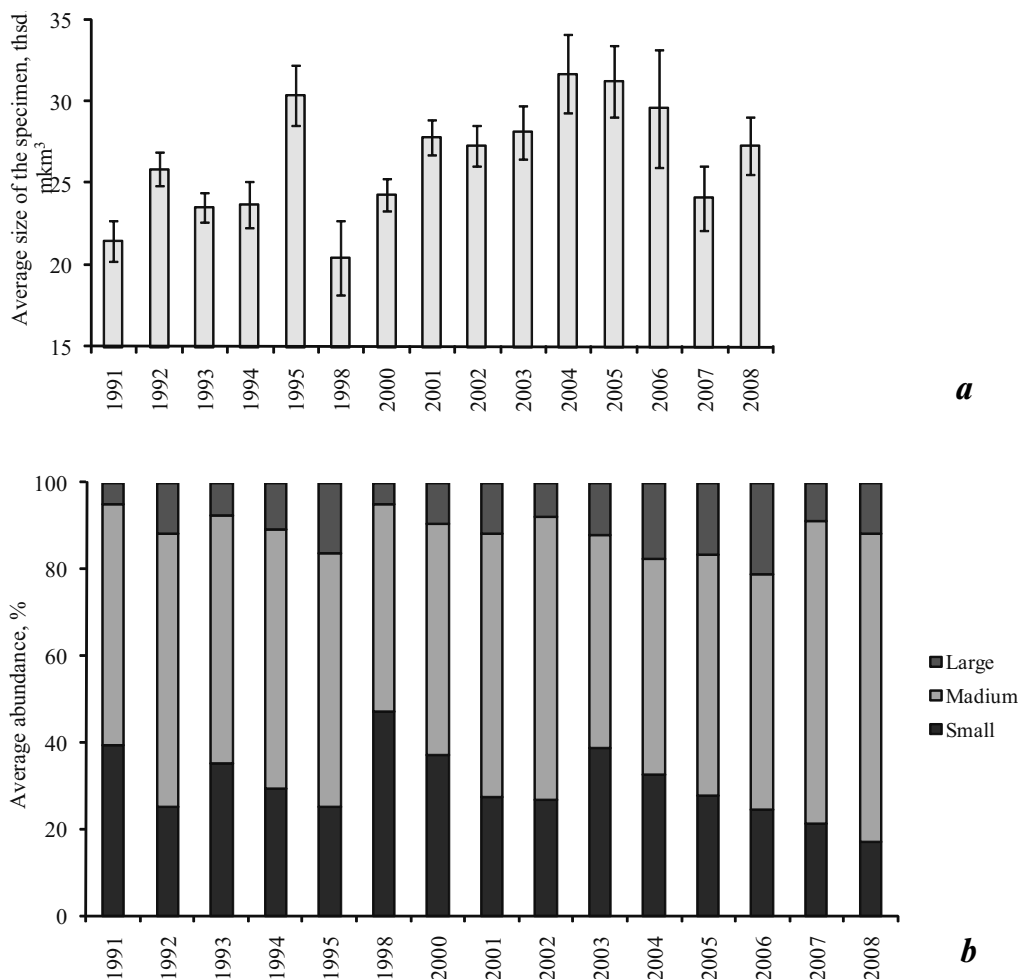 Average size of the specimen, thsd.
mkm³
35
30
25
20
15
1991 1992 1993 1994 1995 1998 2000 2001 2002 2003 2004 2005 2006 2007 2008
a
Average abundance, %
100
80
60
40
20
0
Large
Madium
Small
1991 1992 1993 1994 1995 1998 2000 2001 2002 2003 2004 2005 2006 2007 2008
b